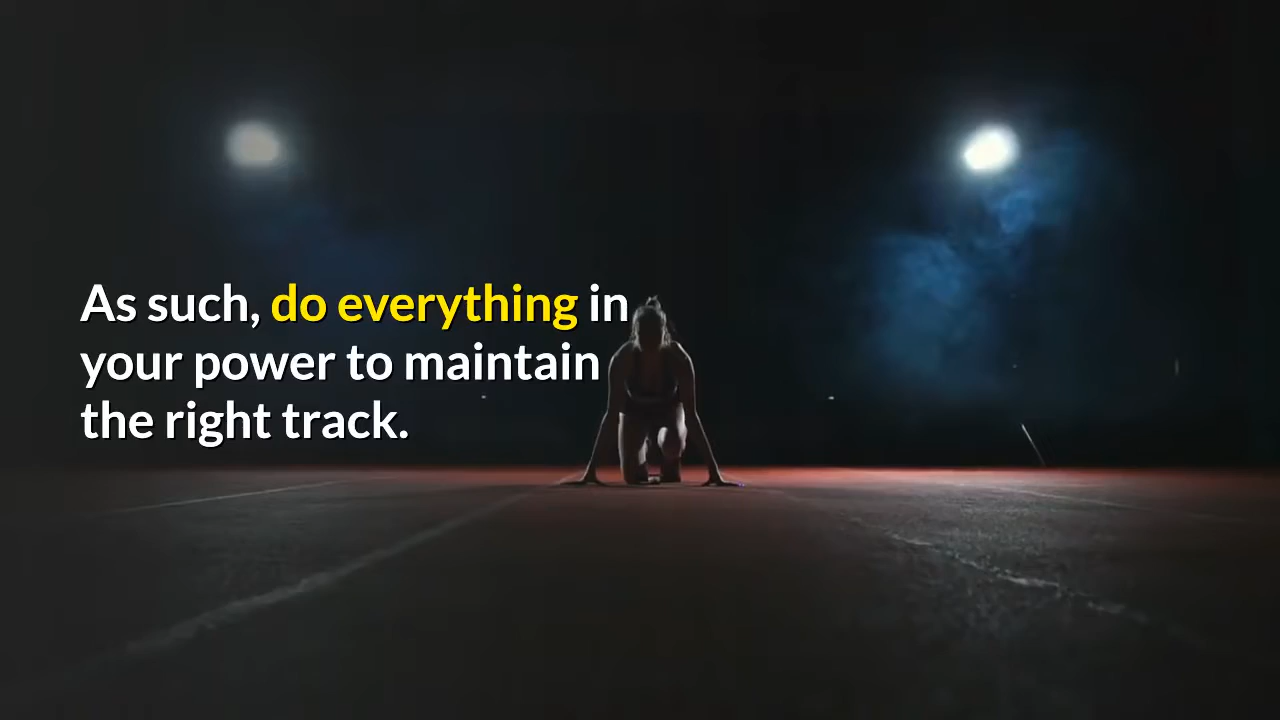 As such, do everything in
your power to maintain
the right track.